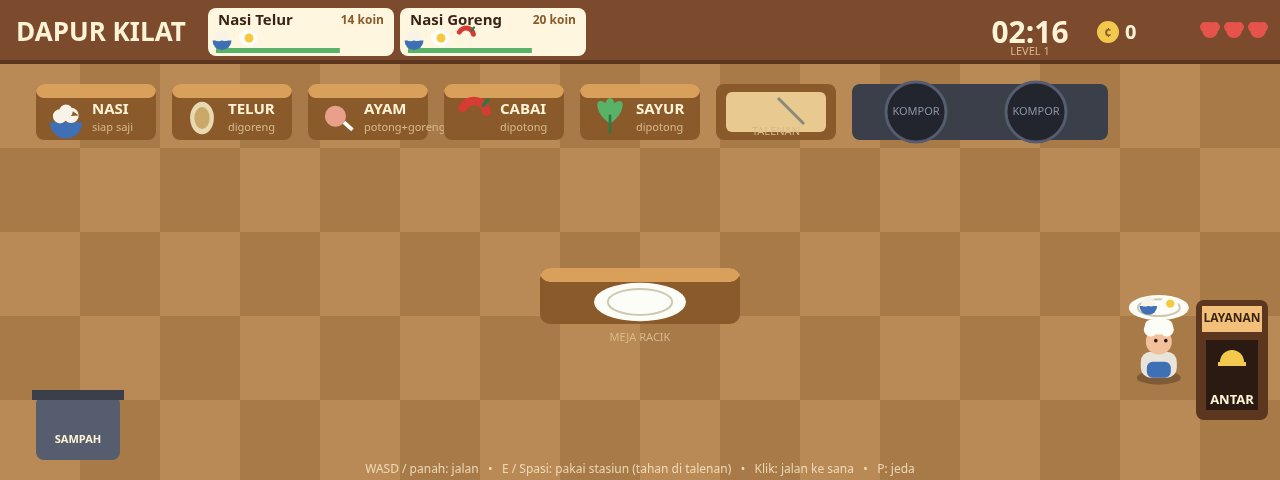 DAPUR KILAT
Nasi Telur 14 koin
Nasi Goreng 20 koin
02:16
LEVEL 1
¢ 0
NASI
siap saji
TELUR
digoreng
AYAM
potong+goreng
CABAI
dipotong
SAYUR
dipotong
TALENAN
KOMPOR
KOMPOR
MEJA RACIK
LAYANAN
ANTAR
SAMPAH
WASD / panah: jalan • E / Spasi: pakai stasiun (tahan di talenan) • Klik: jalan ke sana • P: jeda